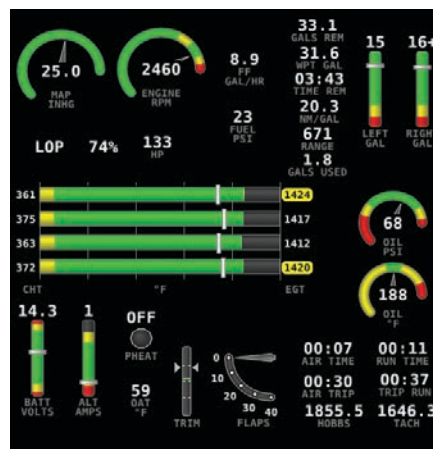 33.1
GALS REM
31.6
WPT GAL
03:43
TIME REM
20.3
NM/GAL
671
RANGE
1.8
GALS USED
15
LEFT
GAL
16+
RIGHT
GAL
25.0
MAP
INHG
2460
ENGINE
RPM
8.9
FF
GAL/HR
23
FUEL
PSI
LOP 74% 133
HP
361 1424
375 1417
363 1412
372 1420
CHT °F EGT
68
OIL
PSI
188
OIL
°F
14.3
BATT
VOLTS
1
ALT
AMPS
OFF
PHEAT
59
OAT
°F
TRIM
0
10
20
30
40
FLAPS
00:07 00:11
AIR TIME RUN TIME
00:30 00:37
AIR TRIP TRIP RUN
1855.5 1646.3
HOBBS TACH